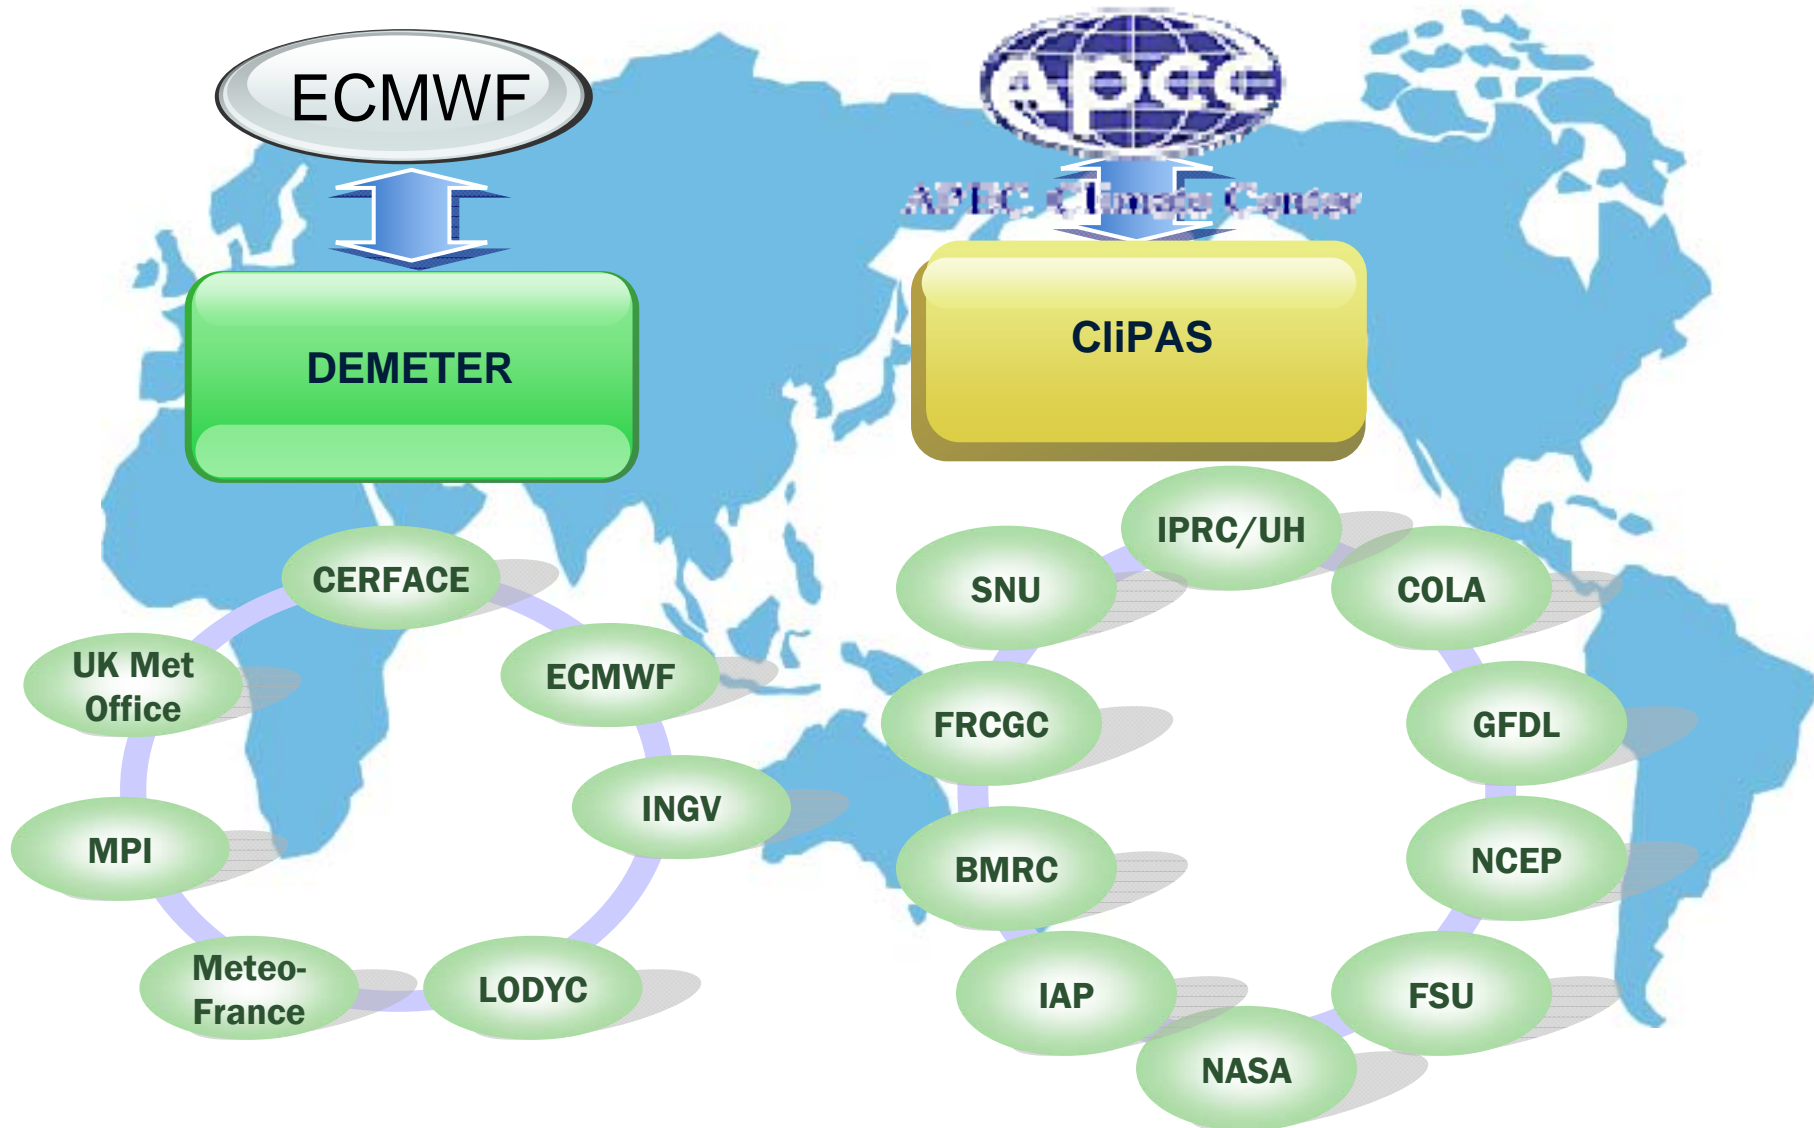 ECMWF
APCC
APEC Climate Center
DEMETER
CliPAS
CERFACE
UK Met
Office
ECMWF
INGV
MPI
Meteo-
France
LODYC
IPRC/UH
SNU
COLA
FRCGC
GFDL
BMRC
NCEP
IAP
FSU
NASA